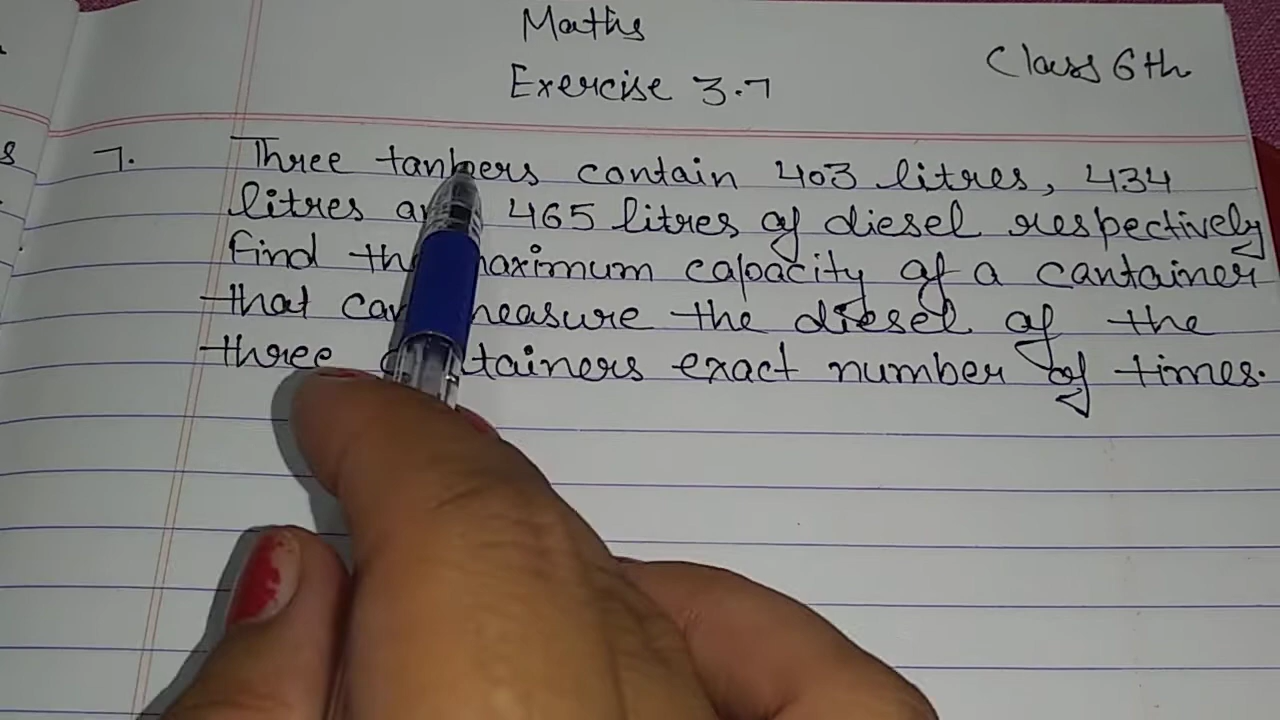 Maths
Class 6th
Exercise 3.7
7. Three tankers contain 403 litres, 434
litres 465 litres of diesel respectively
find maximum capacity of a container
that can measure the diesel of the
three exact number of times.